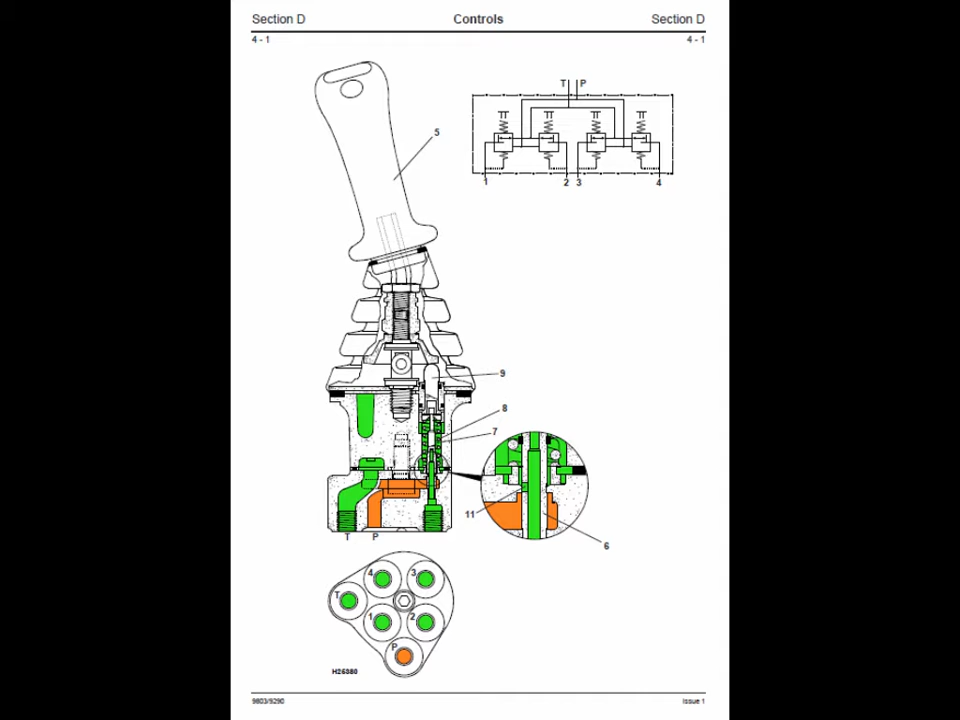 Section D Controls Section D
4 - 1 4 - 1
T P
5
1 2 3 4
9
8
7
11
6
T P
4 3
T
1 2
P
H25380
9803/9290 Issue 1